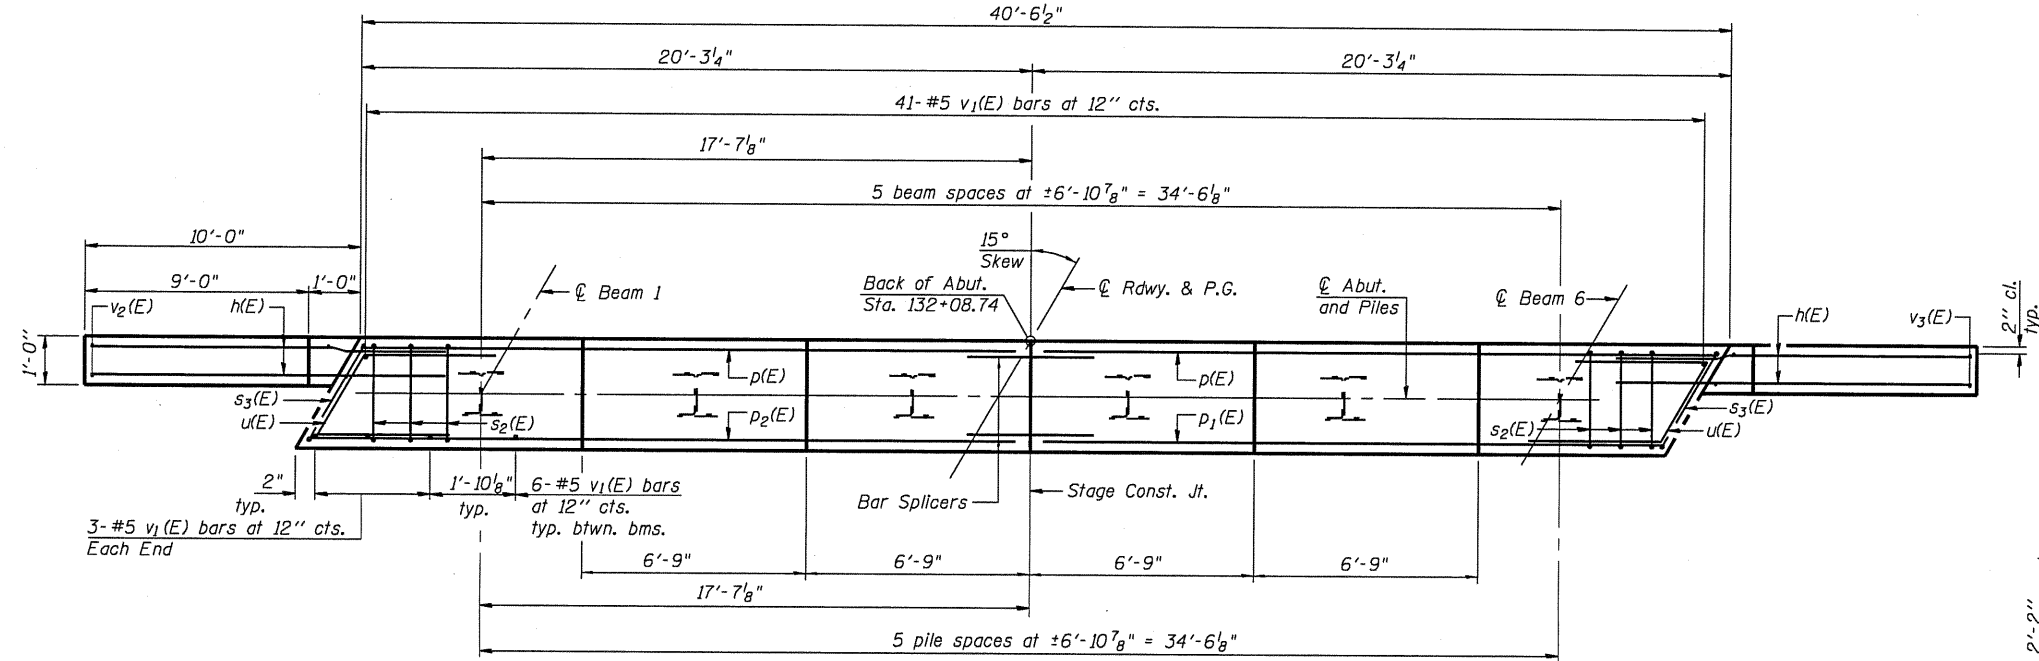 40'-6½"
20'-3¼"
20'-3¼"
41-#5 v₁(E) bars at 12" cts.
17'-7⅛"
5 beam spaces at ±6'-10⅞" = 34'-6⅛"
10'-0"
15°
Skew
9'-0"
1'-0"
℄ Beam 1
Back of Abut.
Sta. 132+08.74
℄ Rdwy. & P.G.
℄ Abut.
and Piles
℄ Beam 6
2" cl.
typ.
v₂(E)
h(E)
h(E)
v₃(E)
1'-0"
p(E)
p(E)
s₃(E)
u(E)
s₂(E)
p₂(E)
p₁(E)
s₂(E)
s₃(E)
u(E)
2"
typ.
1'-10⅛"
typ.
6-#5 v₁(E) bars
at 12" cts.
typ. btwn. bms.
Bar Splicers
Stage Const. Jt.
3-#5 v₁(E) bars at 12" cts.
Each End
6'-9"
6'-9"
6'-9"
6'-9"
17'-7⅛"
5 pile spaces at ±6'-10⅞" = 34'-6⅛"
2'-2"